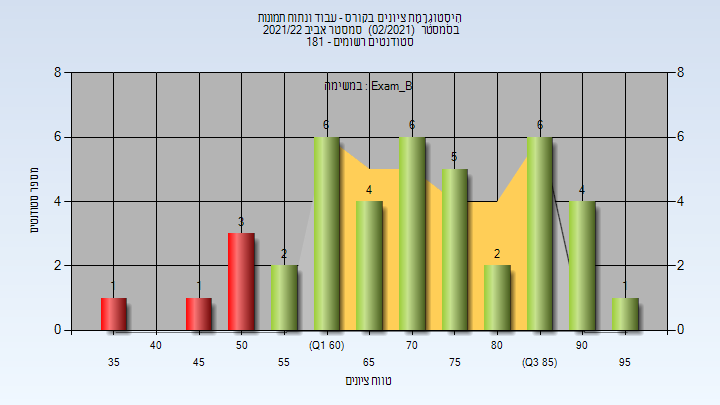 היסטוגרמת ציונים בקורס - עבוד ונתוח תמונות
בסמסטר (02/2021) סמסטר אביב 2021/22
סטודנטים רשומים - 181
במשימה : Exam_B
8 8
6 6
4 4
2 2
0 0
מספר סטודנטים
1 1 3 2 6 4 6 5 2 6 4 1
40 50 (Q1 60) 70 80 90
35 45 55 65 75 (Q3 85) 95
טווח ציונים